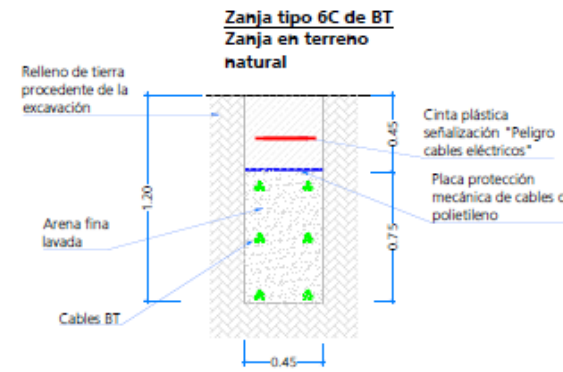 Zanja tipo 6C de BT
Zanja en terreno
natural
Relleno de tierra
procedente de la
excavación
Cinta plástica
señalización "Peligro
cables eléctricos"
Placa protección
mecánica de cables d
polietileno
Arena fina
lavada
Cables BT
1.20
0.45
0.75
0.45